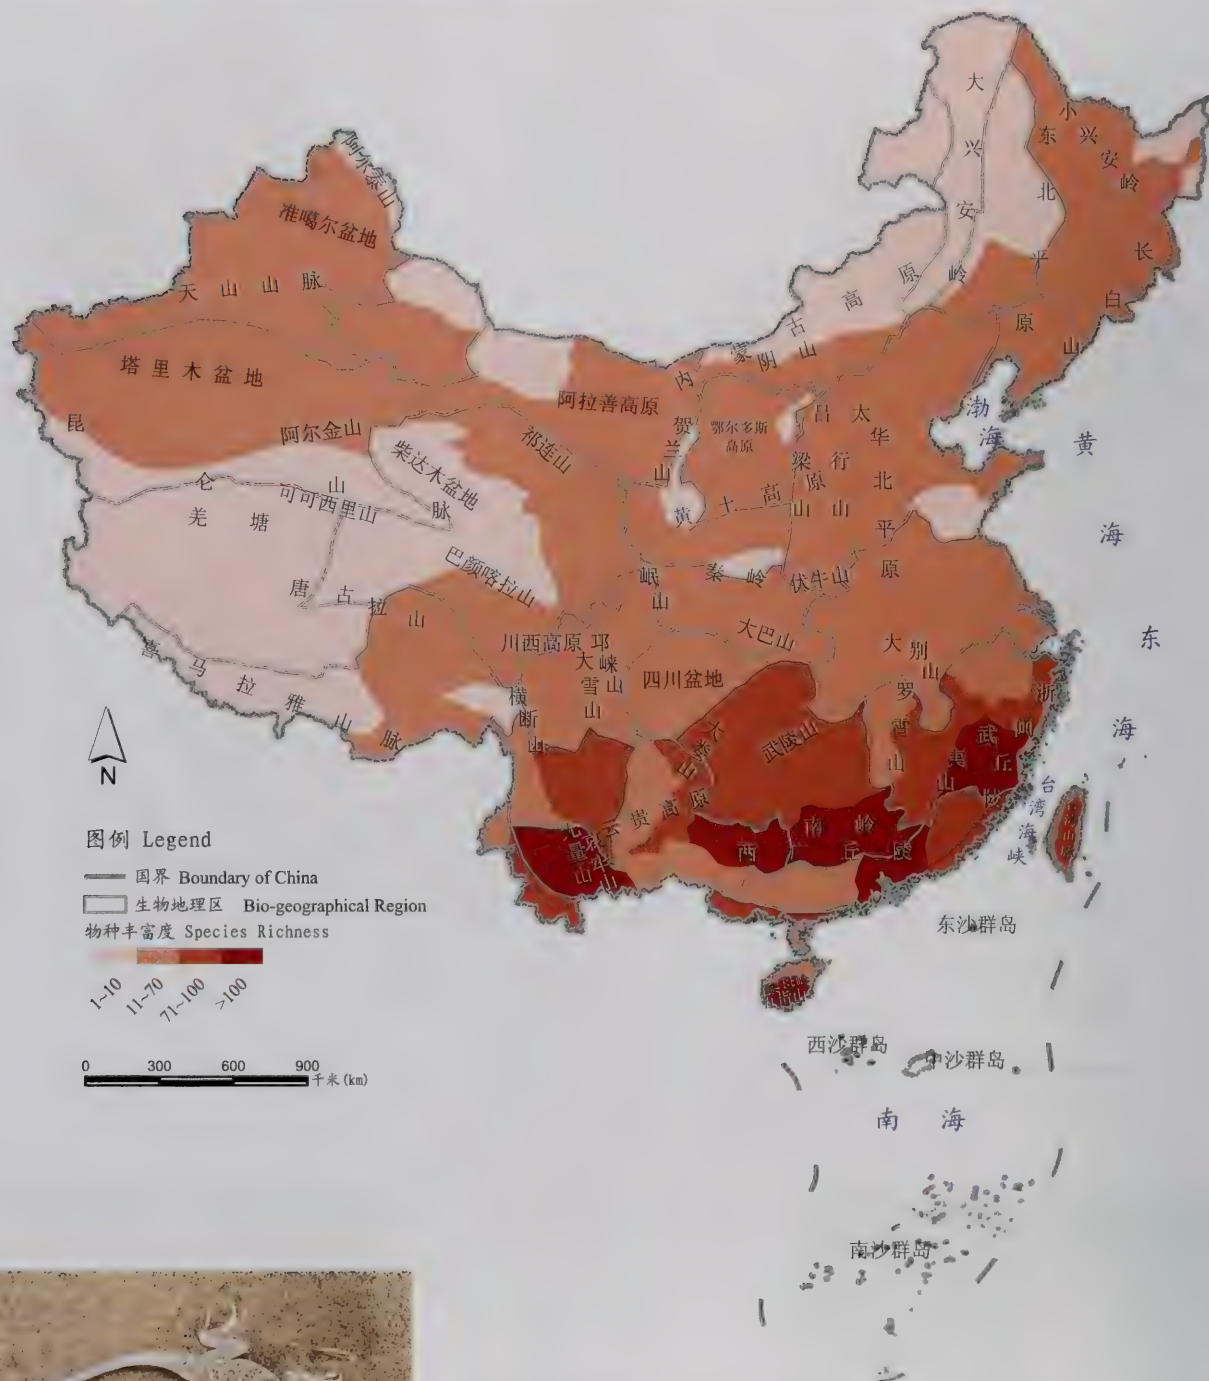 阿尔泰山
准噶尔盆地
天山山脉
塔里木盆地
昆仑山脉
阿尔金山
柴达木盆地
祁连山
阿拉善高原
可可西里山
羌塘
唐古拉山
巴颜喀拉山
喜马拉雅山脉
大兴安岭
小兴安岭
东北平原
长白山
内蒙古高原
阴山
贺兰山
鄂尔多斯
高原
吕梁山
太行山
华北平原
黄土高原
渤海
黄海
秦岭
伏牛山
岷山
大巴山
川西高原
邛崃山
大雪山
四川盆地
横断山
大别山
罗霄山
武陵山
大娄山
云贵高原
武夷山
浙闽丘陵
南岭
两广丘陵
无量山
哀牢山
台湾海峡
东海
东沙群岛
西沙群岛
中沙群岛
南海
南沙群岛
N
图例 Legend
国界 Boundary of China
生物地理区 Bio-geographical Region
物种丰富度 Species Richness
1~10 11~70 71~100 >100
0 300 600 900
千米(km)